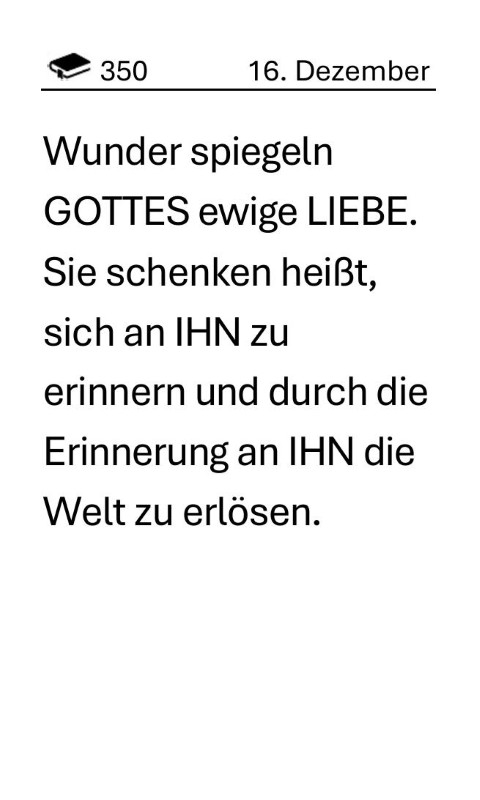 350 16. Dezember
Wunder spiegeln
GOTTES ewige LIEBE.
Sie schenken heißt,
sich an IHN zu
erinnern und durch die
Erinnerung an IHN die
Welt zu erlösen.